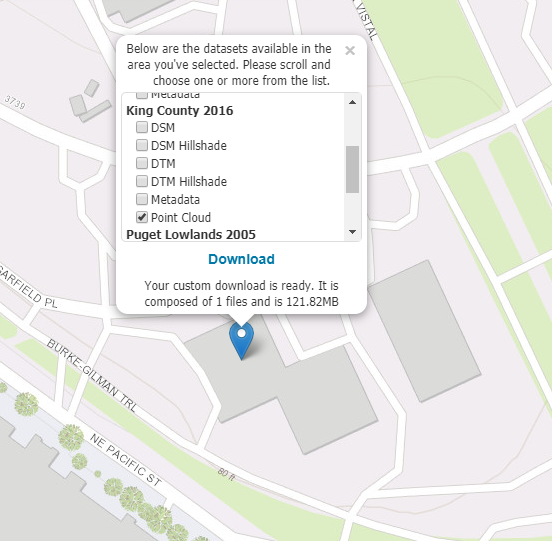 VISTAL
3739
Below are the datasets available in the
area you've selected. Please scroll and
choose one or more from the list.
×
Metadata
King County 2016
DSM
DSM Hillshade
DTM
DTM Hillshade
Metadata
Point Cloud
Puget Lowlands 2005
Download
Your custom download is ready. It is
composed of 1 files and is 121.82MB
GARFIELD PL
BURKE-GILMAN TRL
NE PACIFIC ST
80 ft